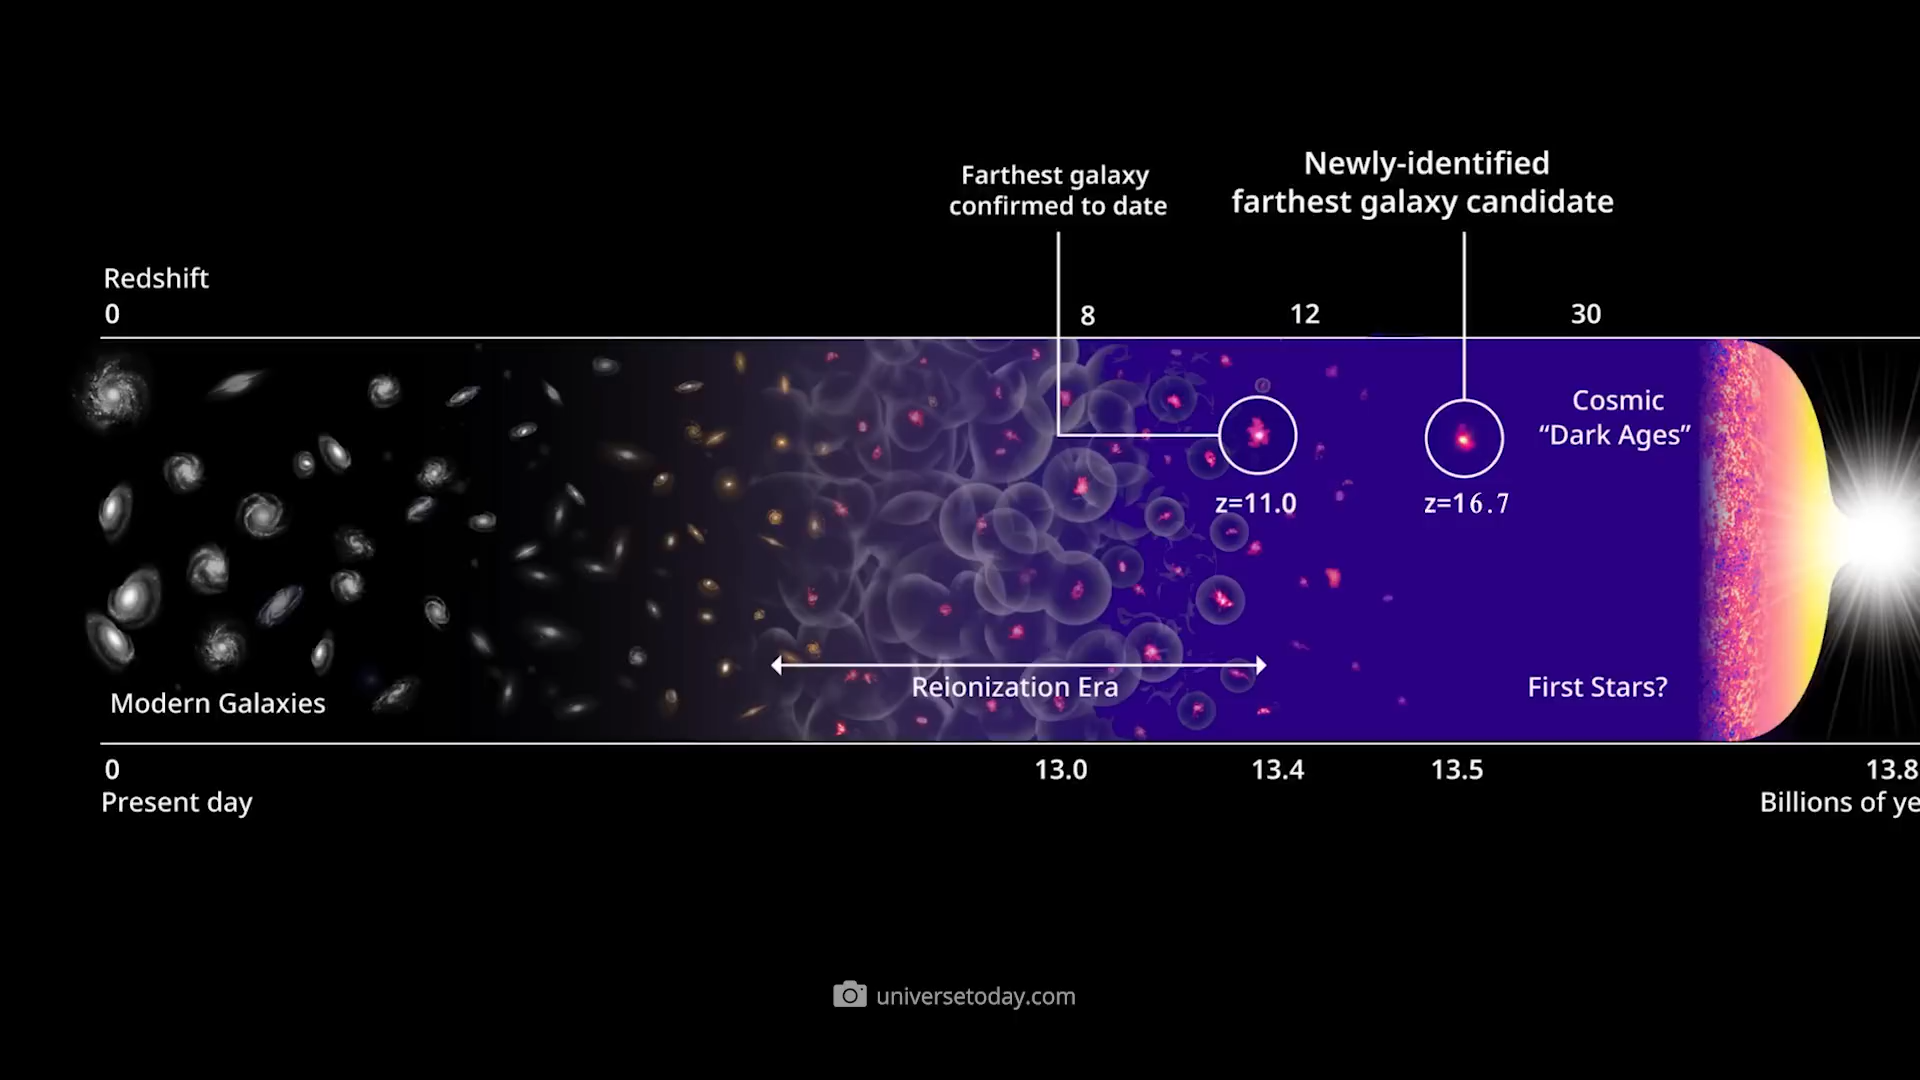 Farthest galaxy
confirmed to date
Newly-identified
farthest galaxy candidate
Redshift
0
8
12
30
Cosmic
“Dark Ages”
z=11.0
z=16.7
Reionization Era
First Stars?
Modern Galaxies
0
13.0
13.4
13.5
13.8
Present day
Billions of ye
universetoday.com